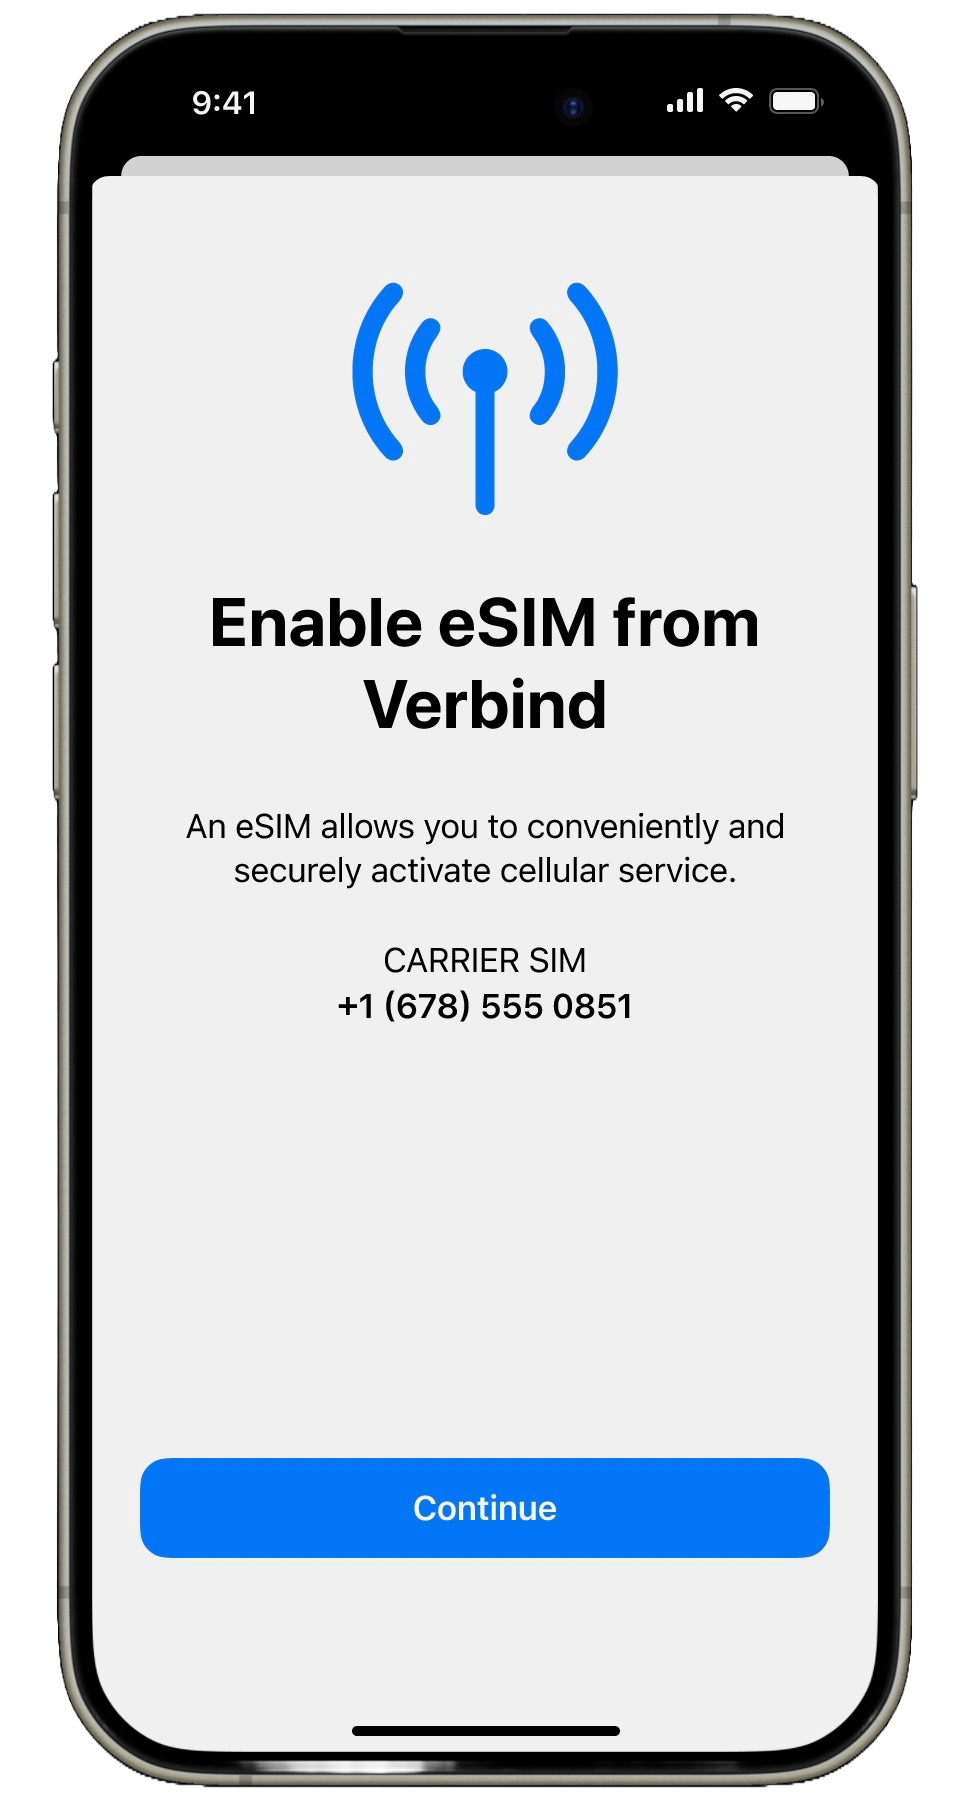 9:41
Enable eSIM from
Verbind
An eSIM allows you to conveniently and
securely activate cellular service.
CARRIER SIM
+1 (678) 555 0851
Continue